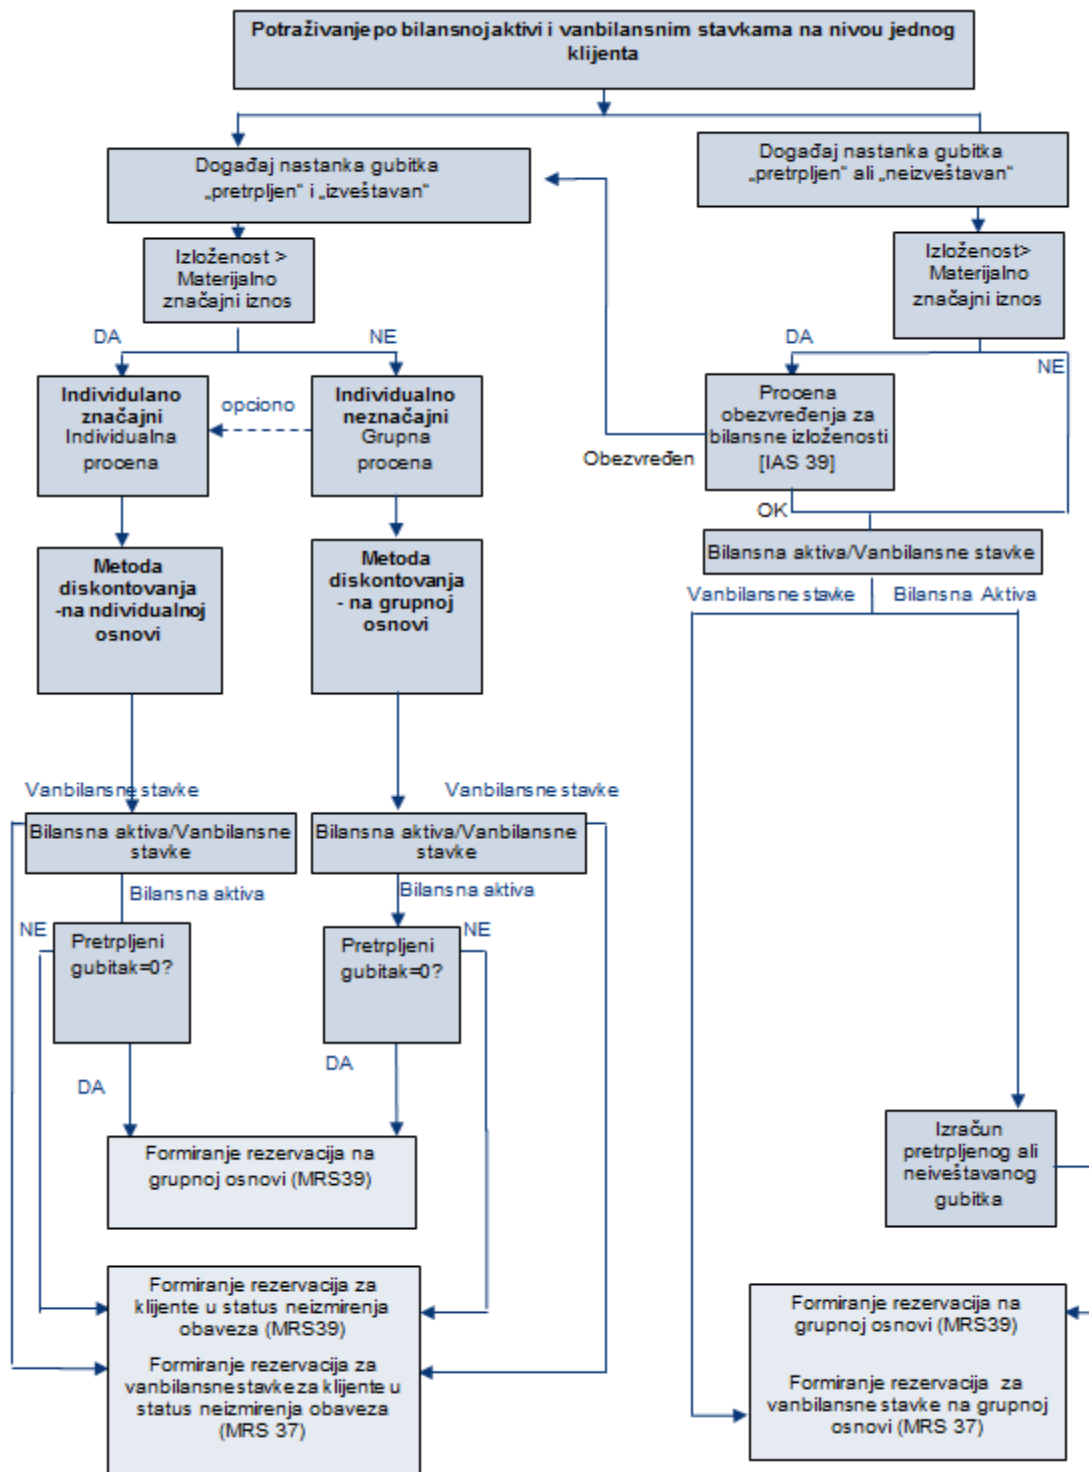 Potraživanje po bilansnoj aktivi i vanbilansnim stavkama na nivou jednog
klijenta
Događaj nastanka gubitka
„pretrpljen“ i „izveštavan“
Događaj nastanka gubitka
„pretrpljen“ ali „neizveštavan“
Izloženost >
Materijalno
značajni iznos
Izloženost>
Materijalno
značajni iznos
DA
NE
DA
NE
Individulano
značajni
Individualna
procena
opciono
Individualno
neznačajni
Grupna
procena
Procena
obezvređenja za
bilansne izloženosti
[IAS 39]
Obezvređen
OK
Metoda
diskontovanja
-na ndividualnoj
osnovi
Metoda
diskontovanja
- na grupnoj
osnovi
Bilansna aktiva/Vanbilansne stavke
Vanbilansne stavke
Bilansna Aktiva
Vanbilansne stavke
Vanbilansne stavke
Bilansna aktiva/Vanbilansne
stavke
Bilansna aktiva/Vanbilansne
stavke
Bilansna aktiva
Bilansna aktiva
NE
Pretrpljeni
gubitak=0?
Pretrpljeni
gubitak=0?
NE
DA
DA
Formiranje rezervacija na
grupnoj osnovi (MRS39)
Izračun
pretrpljenog ali
neiveštavanog
gubitka
Formiranje rezervacija za
klijente u status neizmirenja
obaveza (MRS39)
Formiranje rezervacija za
vanbilansne stavke za klijente u
status neizmirenja obaveza
(MRS 37)
Formiranje rezervacija na
grupnoj osnovi (MRS39)
Formiranje rezervacija za
vanbilansne stavke na grupnoj
osnovi (MRS 37)